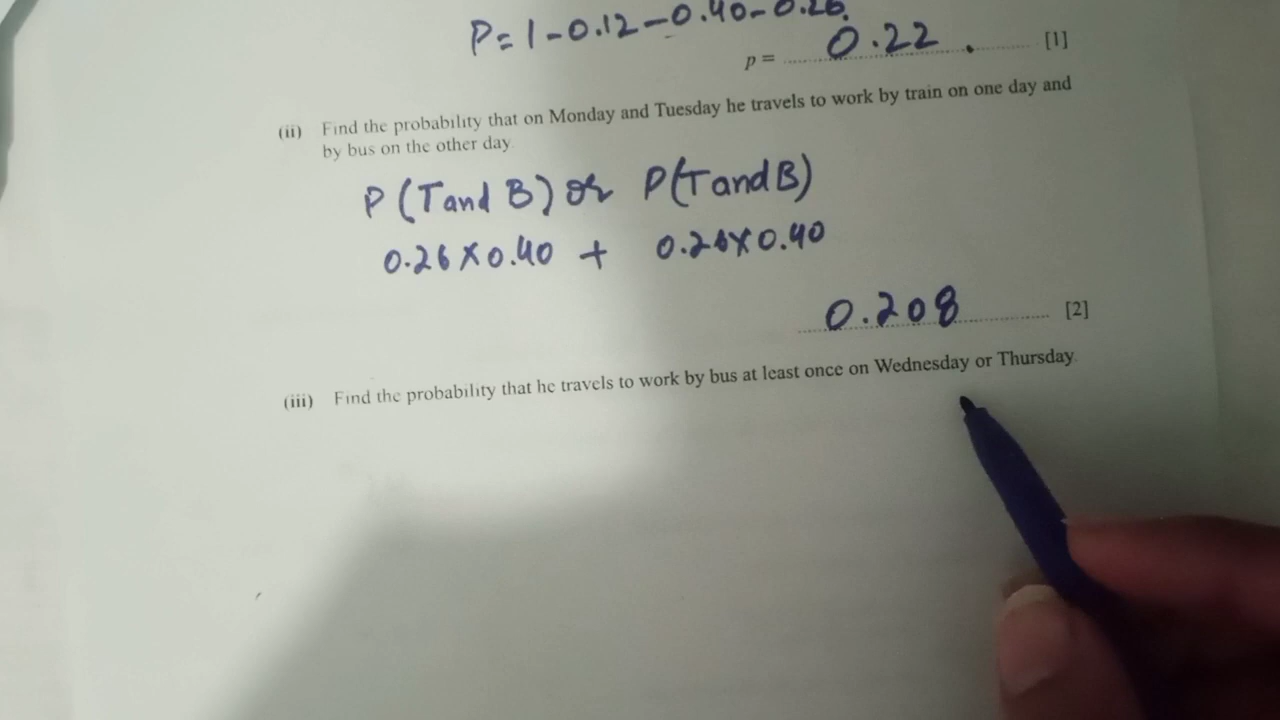 P = 1 - 0.12 - 0.40 - 0.26
p = 0.22 . [1]
(ii) Find the probability that on Monday and Tuesday he travels to work by train on one day and
by bus on the other day.
P (T and B) or P(T and B)
0.26 x 0.40 + 0.26 x 0.40
0.208 [2]
(iii) Find the probability that he travels to work by bus at least once on Wednesday or Thursday.